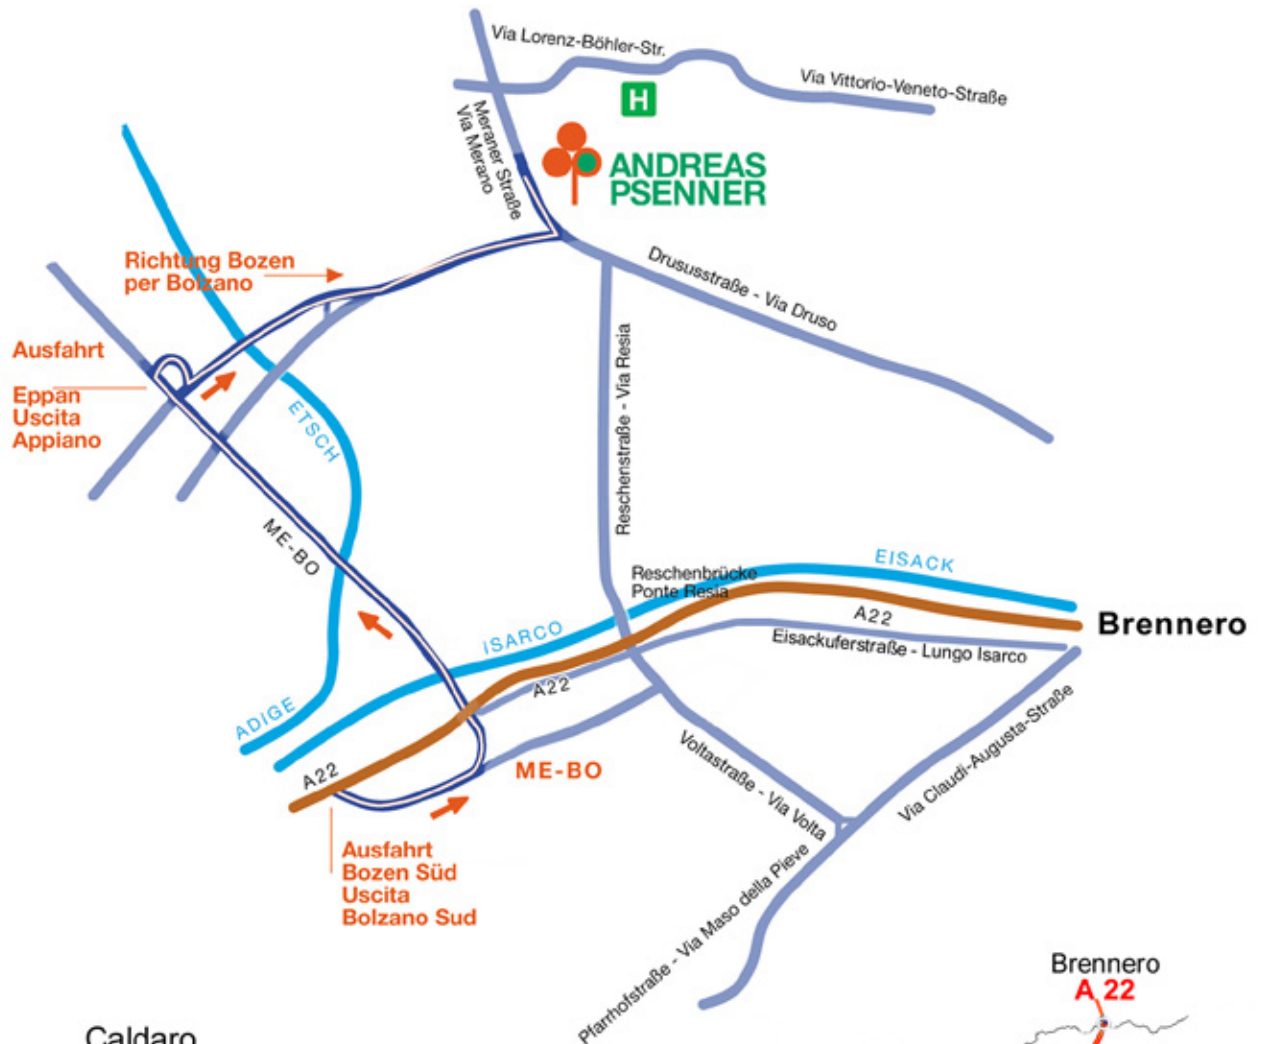 Via Lorenz-Böhler-Str.
Via Vittorio-Veneto-Straße
H
Meraner Straße
Via Merano
ANDREAS
PSENNER
Richtung Bozen
per Bolzano
Drususstraße - Via Druso
Ausfahrt
Eppan
Uscita
Appiano
ETSCH
Reschenstraße - Via Resia
ME-BO
EISACK
Reschenbrücke
Ponte Resia
A22
Brennero
ISARCO
Eisackuferstraße - Lungo Isarco
A22
ADIGE
A22
ME-BO
Voltastraße - Via Volta
Via Claudi-Augusta-Straße
Ausfahrt
Bozen Süd
Uscita
Bolzano Sud
Pfarrhofstraße - Via Maso della Pieve
Brennero
A 22
Caldaro